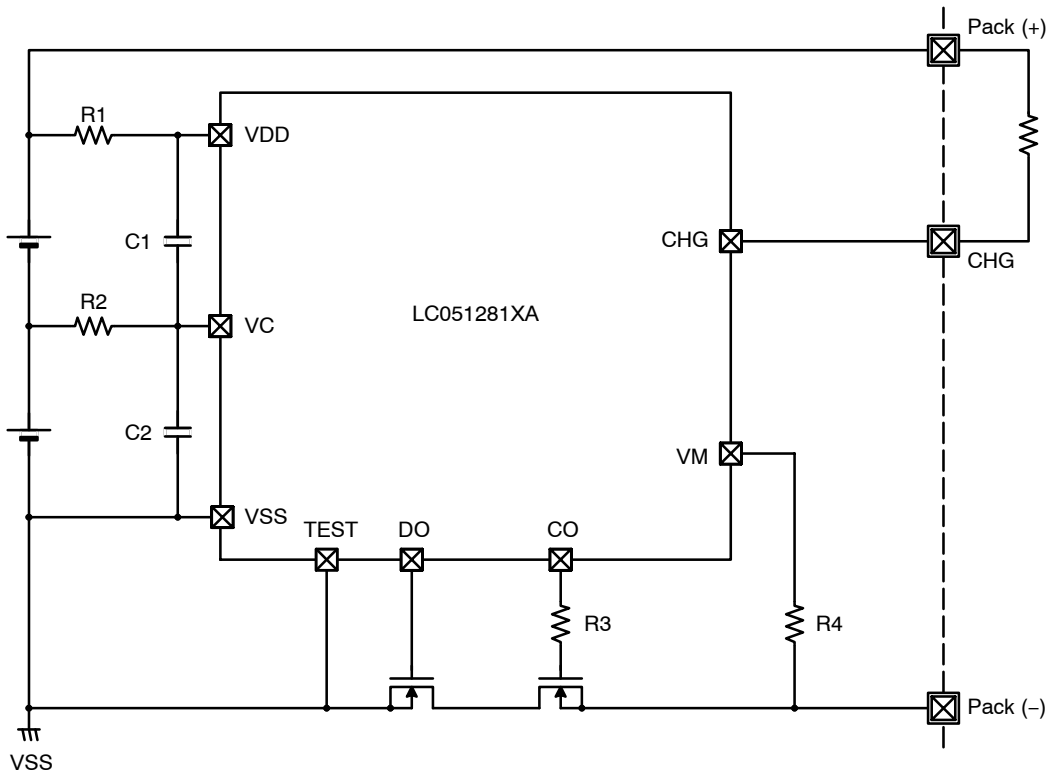 Pack (+)
R1
VDD
C1
CHG
CHG
R2
LC051281XA
VC
C2
VM
VSS
TEST
DO
CO
R3
R4
Pack (−)
VSS